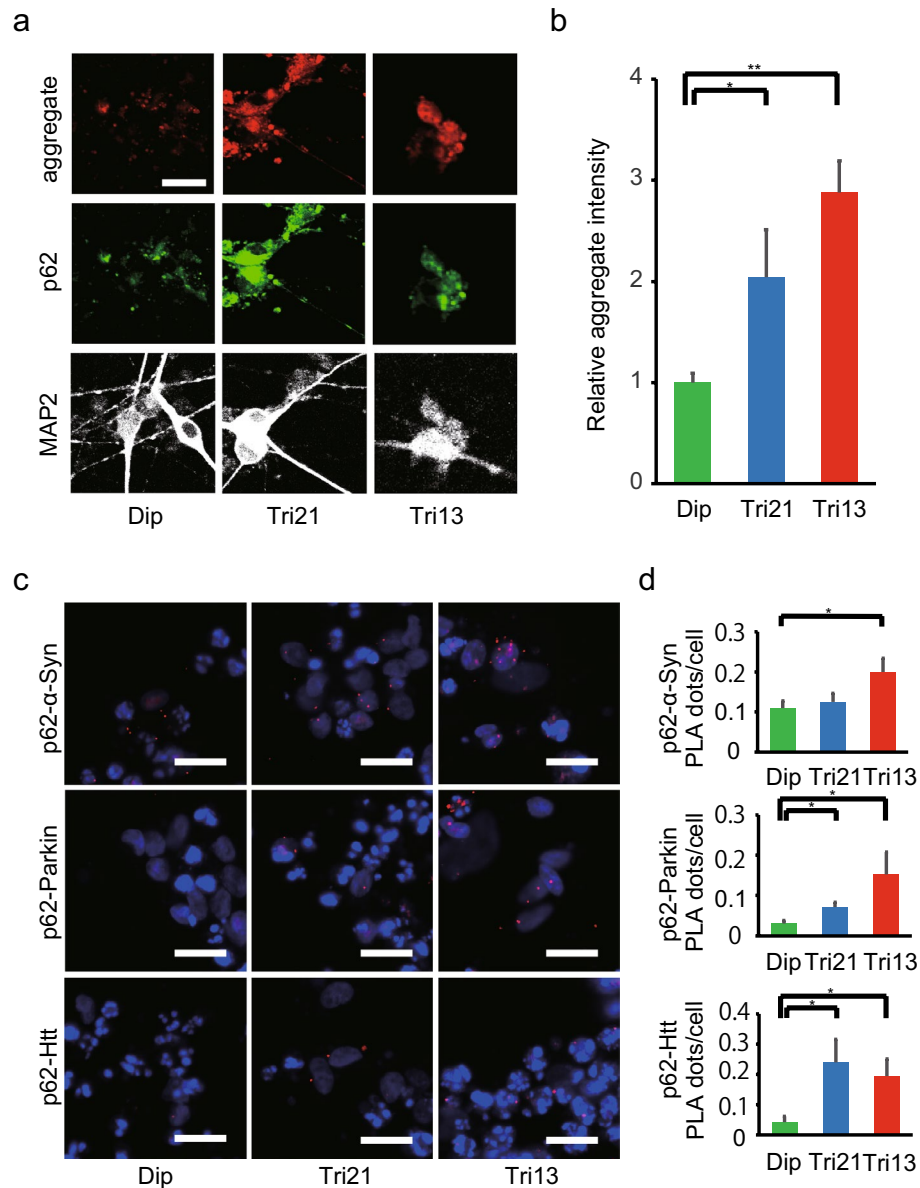 a
aggregate
p62
MAP2
Dip Tri21 Tri13
b
Relative aggregate intensity
4
3
2
1
0
**
*
Dip Tri21 Tri13
c
p62-α-Syn
p62-Parkin
p62-Htt
Dip Tri21 Tri13
d
p62-α-Syn
PLA dots/cell
0.3
0.2
0.1
0
*
Dip Tri21 Tri13
p62-Parkin
PLA dots/cell
0.3
0.2
0.1
0
*
*
Dip Tri21 Tri13
p62-Htt
PLA dots/cell
0.4
0.3
0.2
0.1
0
*
*
Dip Tri21 Tri13